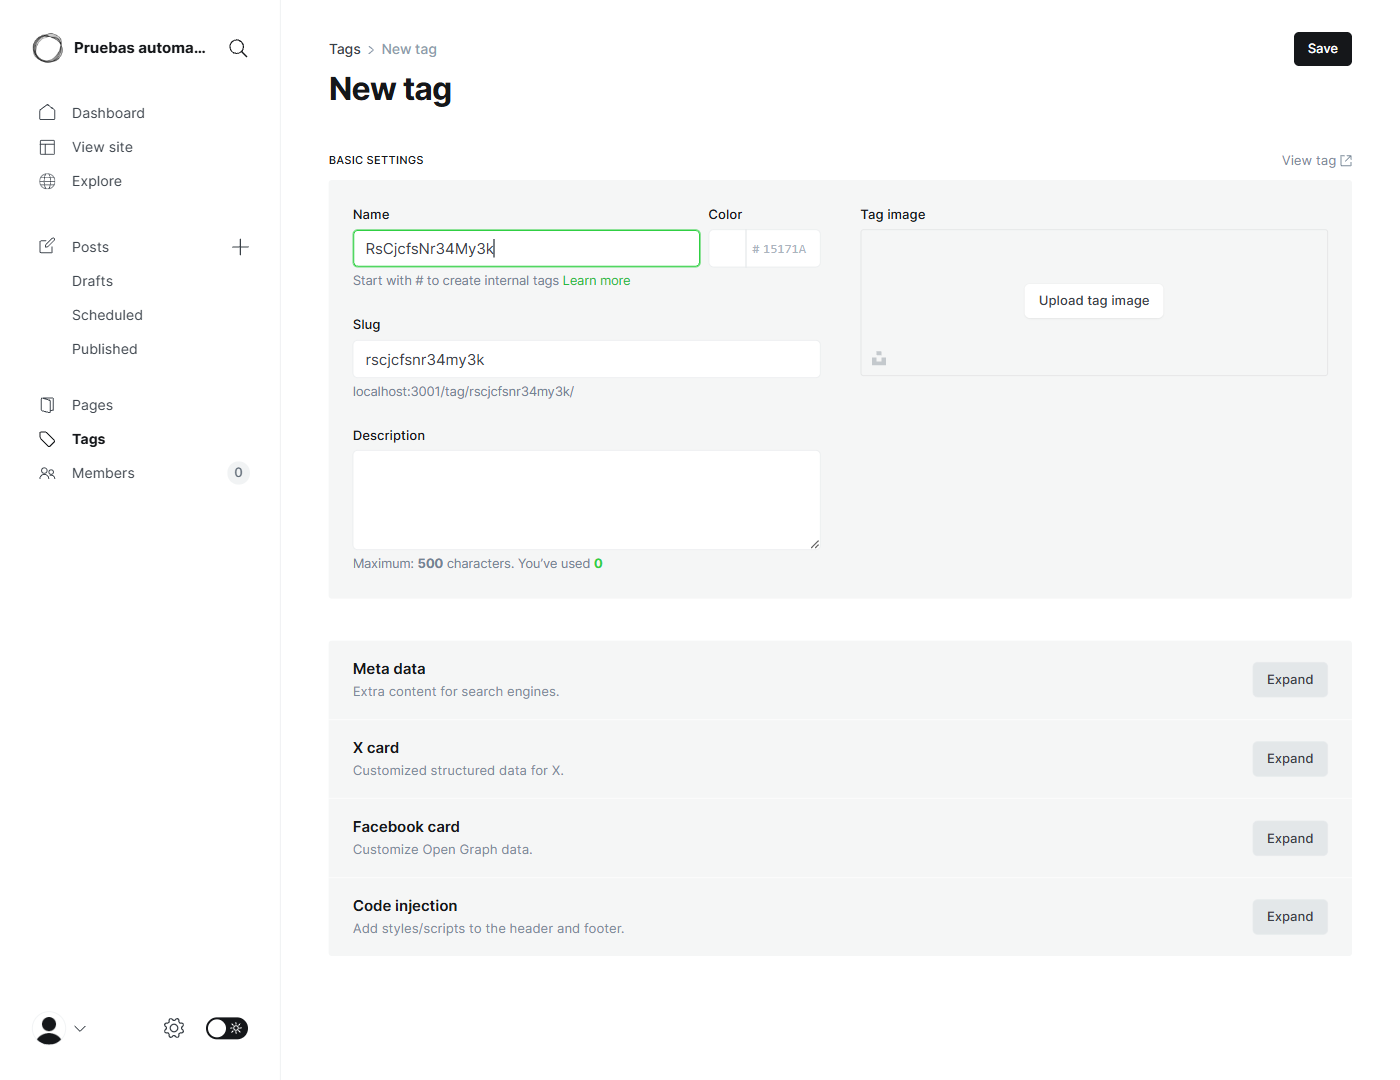 Pruebas automa...
Dashboard
View site
Explore
Posts
Drafts
Scheduled
Published
Pages
Tags
Members 0
Tags > New tag
Save
New tag
BASIC SETTINGS
View tag
Name
RsCjcfsNr34My3k
Start with # to create internal tags Learn more
Color
# 15171A
Slug
rscjcfsnr34my3k
localhost:3001/tag/rscjcfsnr34my3k/
Description
Maximum: 500 characters. You’ve used 0
Tag image
Upload tag image
Meta data
Extra content for search engines.
Expand
X card
Customized structured data for X.
Expand
Facebook card
Customize Open Graph data.
Expand
Code injection
Add styles/scripts to the header and footer.
Expand